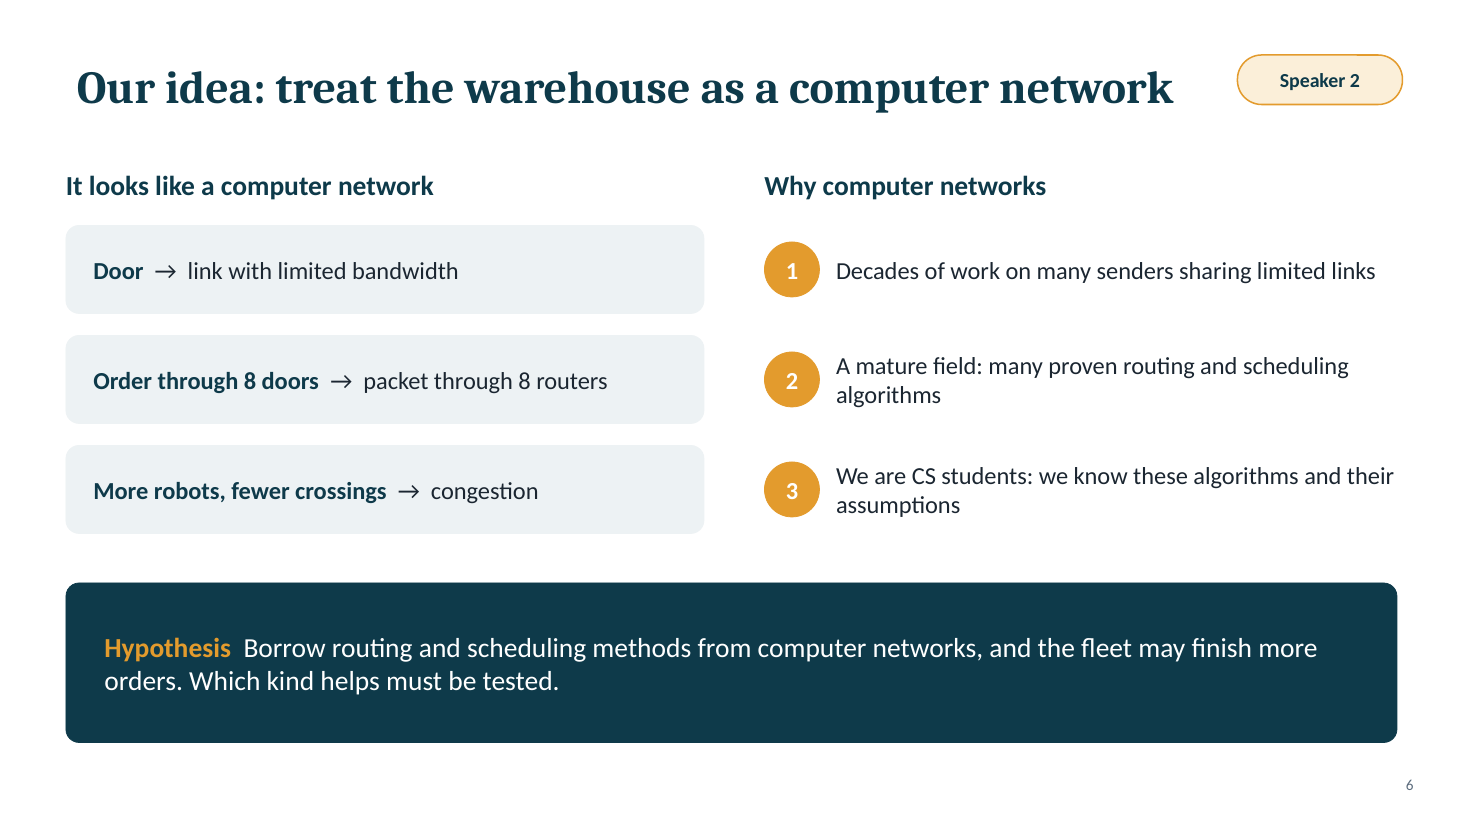 Our idea: treat the warehouse as a computer network
Speaker 2
It looks like a computer network
Door → link with limited bandwidth
Order through 8 doors → packet through 8 routers
More robots, fewer crossings → congestion
Why computer networks
1 Decades of work on many senders sharing limited links
2 A mature field: many proven routing and scheduling
algorithms
3 We are CS students: we know these algorithms and their
assumptions
Hypothesis Borrow routing and scheduling methods from computer networks, and the fleet may finish more
orders. Which kind helps must be tested.
6